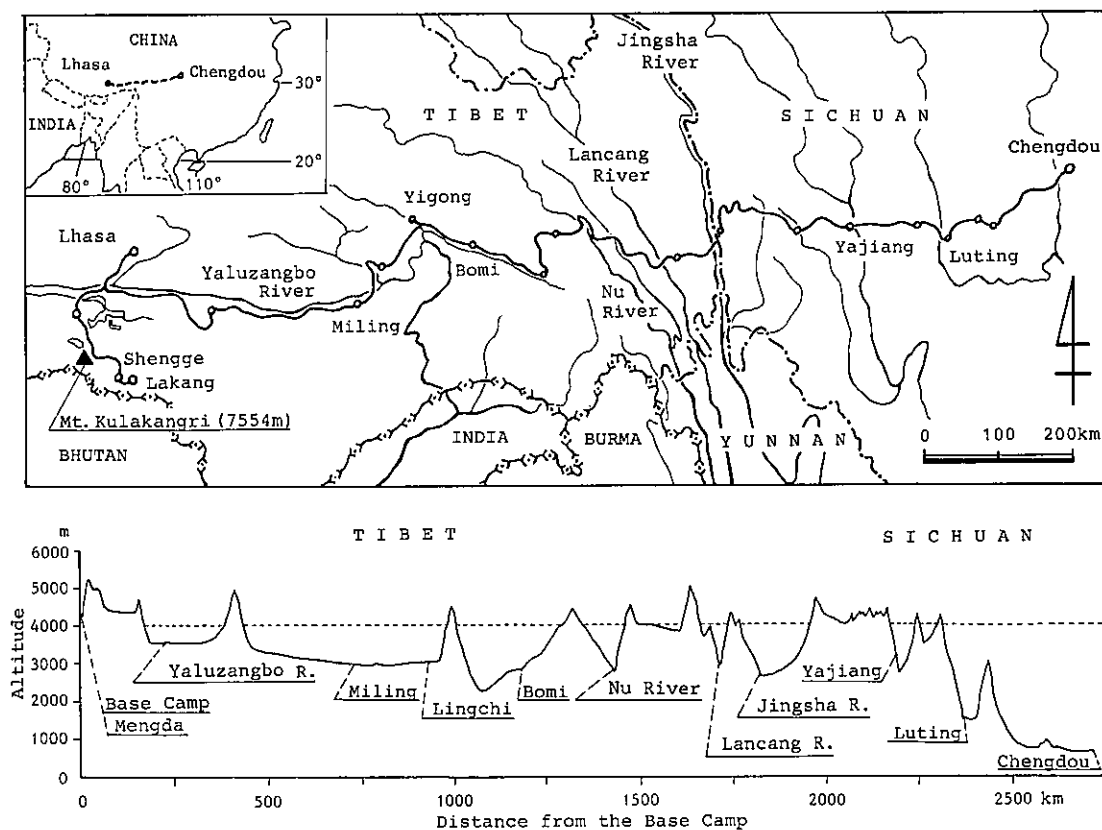 CHINA
Lhasa
Chengdou
30°
INDIA
20°
80°
110°
Jingsha
River
TIBET
SICHUAN
Chengdou
Lancang
River
Yigong
Lhasa
Yaluzangbo
River
Bomi
Yajiang
Luting
Nu
River
Miling
Shengge
Lakang
Mt. Kulakangri (7554m)
BHUTAN
INDIA
BURMA
YUNNAN
0 100 200km
m
TIBET
SICHUAN
6000
5000
4000
3000
2000
1000
0
Altitude
Yaluzangbo R.
Miling
Bomi
Nu River
Yajiang
Base Camp
Mengda
Lingchi
Jingsha R.
Lancang R.
Luting
Chengdou
0 500 1000 1500 2000 2500 km
Distance from the Base Camp